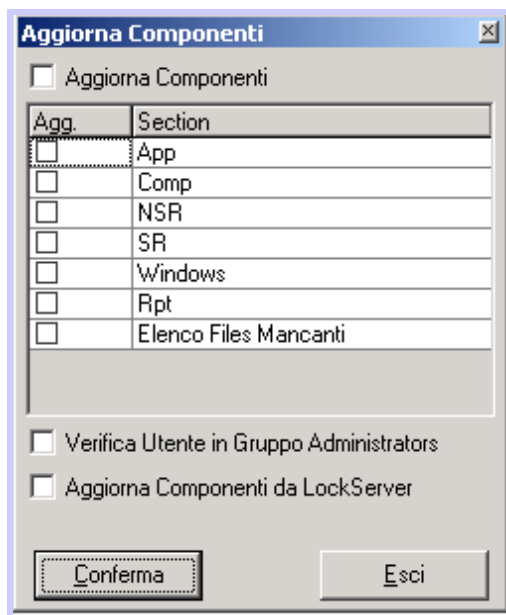 Aggiorna Componenti
Aggiorna Componenti
Agg. Section
App
Comp
NSR
SR
Windows
Rpt
Elenco Files Mancanti
Verifica Utente in Gruppo Administrators
Aggiorna Componenti da LockServer
Conferma Esci